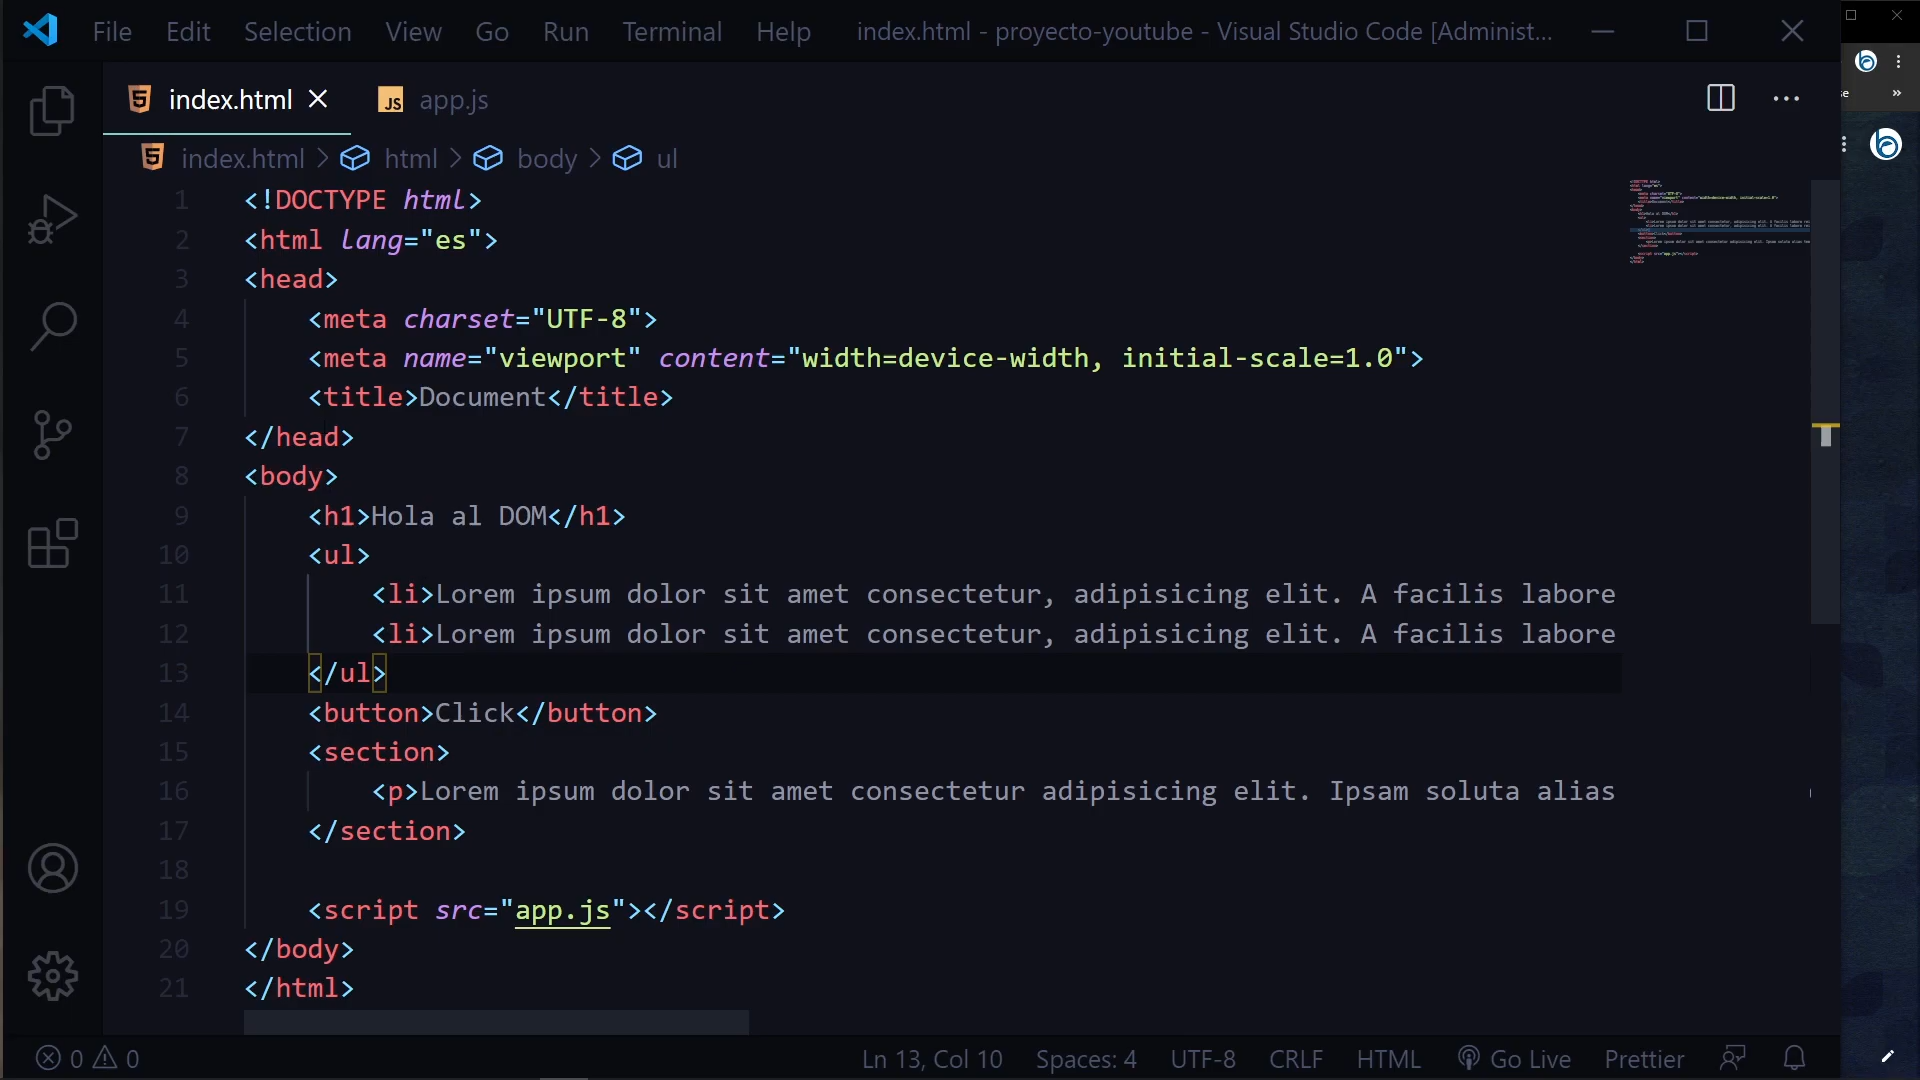 File Edit Selection View Go Run Terminal Help index.html - proyecto-youtube - Visual Studio Code [Administ...
index.html app.js
index.html > html > body > ul
1 <!DOCTYPE html>
2 <html lang="es">
3 <head>
4 <meta charset="UTF-8">
5 <meta name="viewport" content="width=device-width, initial-scale=1.0">
6 <title>Document</title>
7 </head>
8 <body>
9 <h1>Hola al DOM</h1>
10 <ul>
11 <li>Lorem ipsum dolor sit amet consectetur, adipisicing elit. A facilis labore
12 <li>Lorem ipsum dolor sit amet consectetur, adipisicing elit. A facilis labore
13 </ul>
14 <button>Click</button>
15 <section>
16 <p>Lorem ipsum dolor sit amet consectetur adipisicing elit. Ipsam soluta alias
17 </section>
18
19 <script src="app.js"></script>
20 </body>
21 </html>
0 0 Ln 13, Col 10 Spaces: 4 UTF-8 CRLF HTML Go Live Prettier